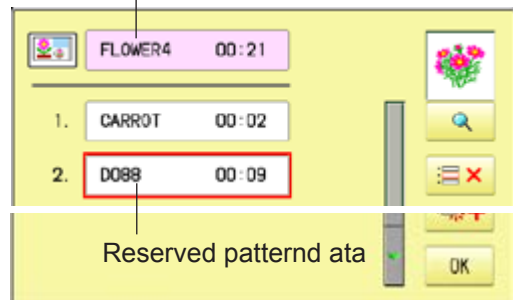 FLOWER4 00:21
1. CARROT 00:02
2. D088 00:09
Reserved patternd ata
OK